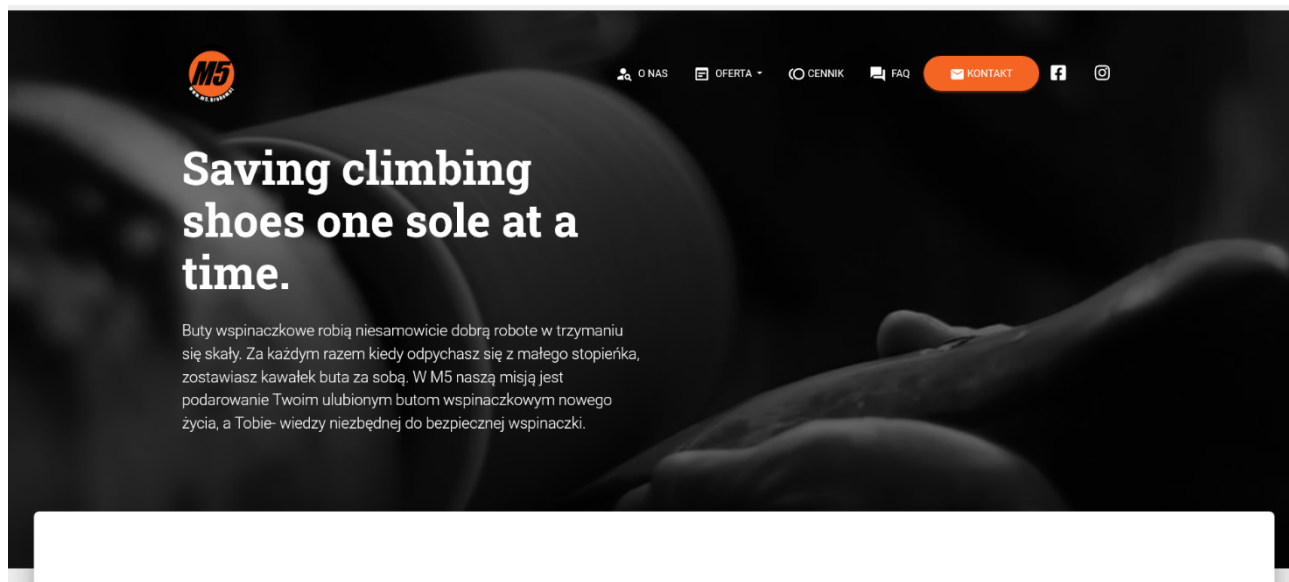 M5
O NAS
OFERTA
CENNIK
FAQ
KONTAKT
Saving climbing
shoes one sole at a
time.
Buty wspinaczkowe robią niesamowicie dobrą robote w trzymaniu
się skały. Za każdym razem kiedy odpychasz się z małego stopieńka,
zostawiasz kawałek buta za sobą. W M5 naszą misją jest
podarowanie Twoim ulubionym butom wspinaczkowym nowego
życia, a Tobie- wiedzy niezbędnej do bezpiecznej wspinaczki.